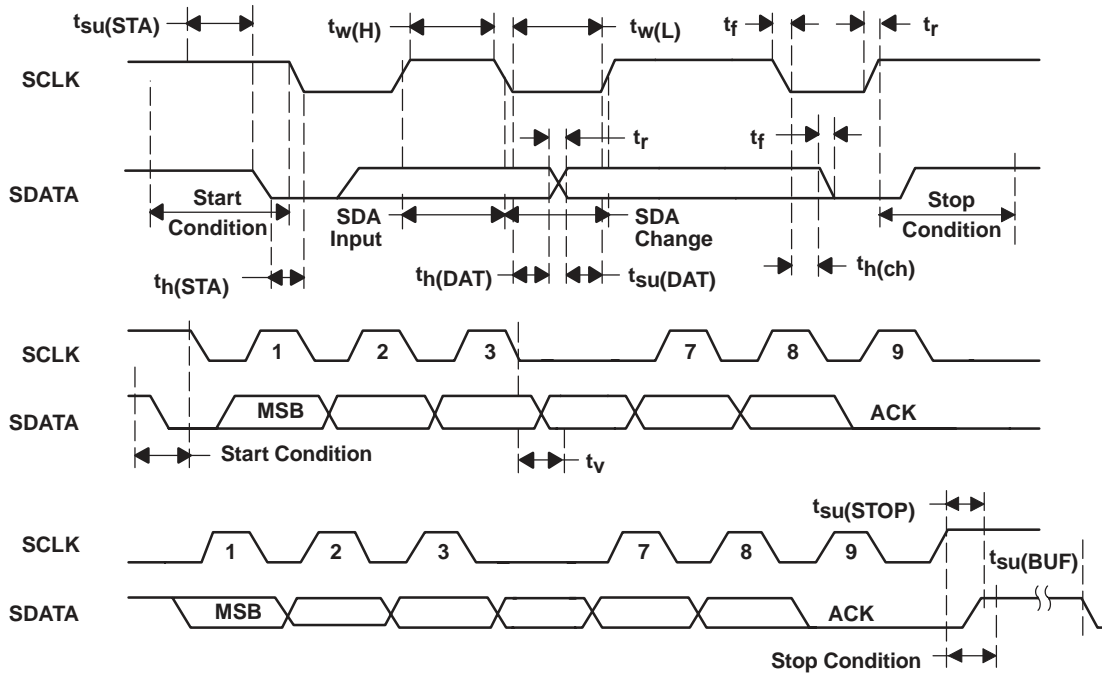 tsu(STA)
tw(H)
tw(L)
tf
tr
SCLK
tr
tf
SDATA
Start
Condition
SDA
Input
SDA
Change
Stop
Condition
th(STA)
th(DAT)
tsu(DAT)
th(ch)
SCLK
1
2
3
7
8
9
SDATA
MSB
ACK
Start Condition
tv
tsu(STOP)
SCLK
1
2
3
7
8
9
tsu(BUF)
SDATA
MSB
ACK
Stop Condition